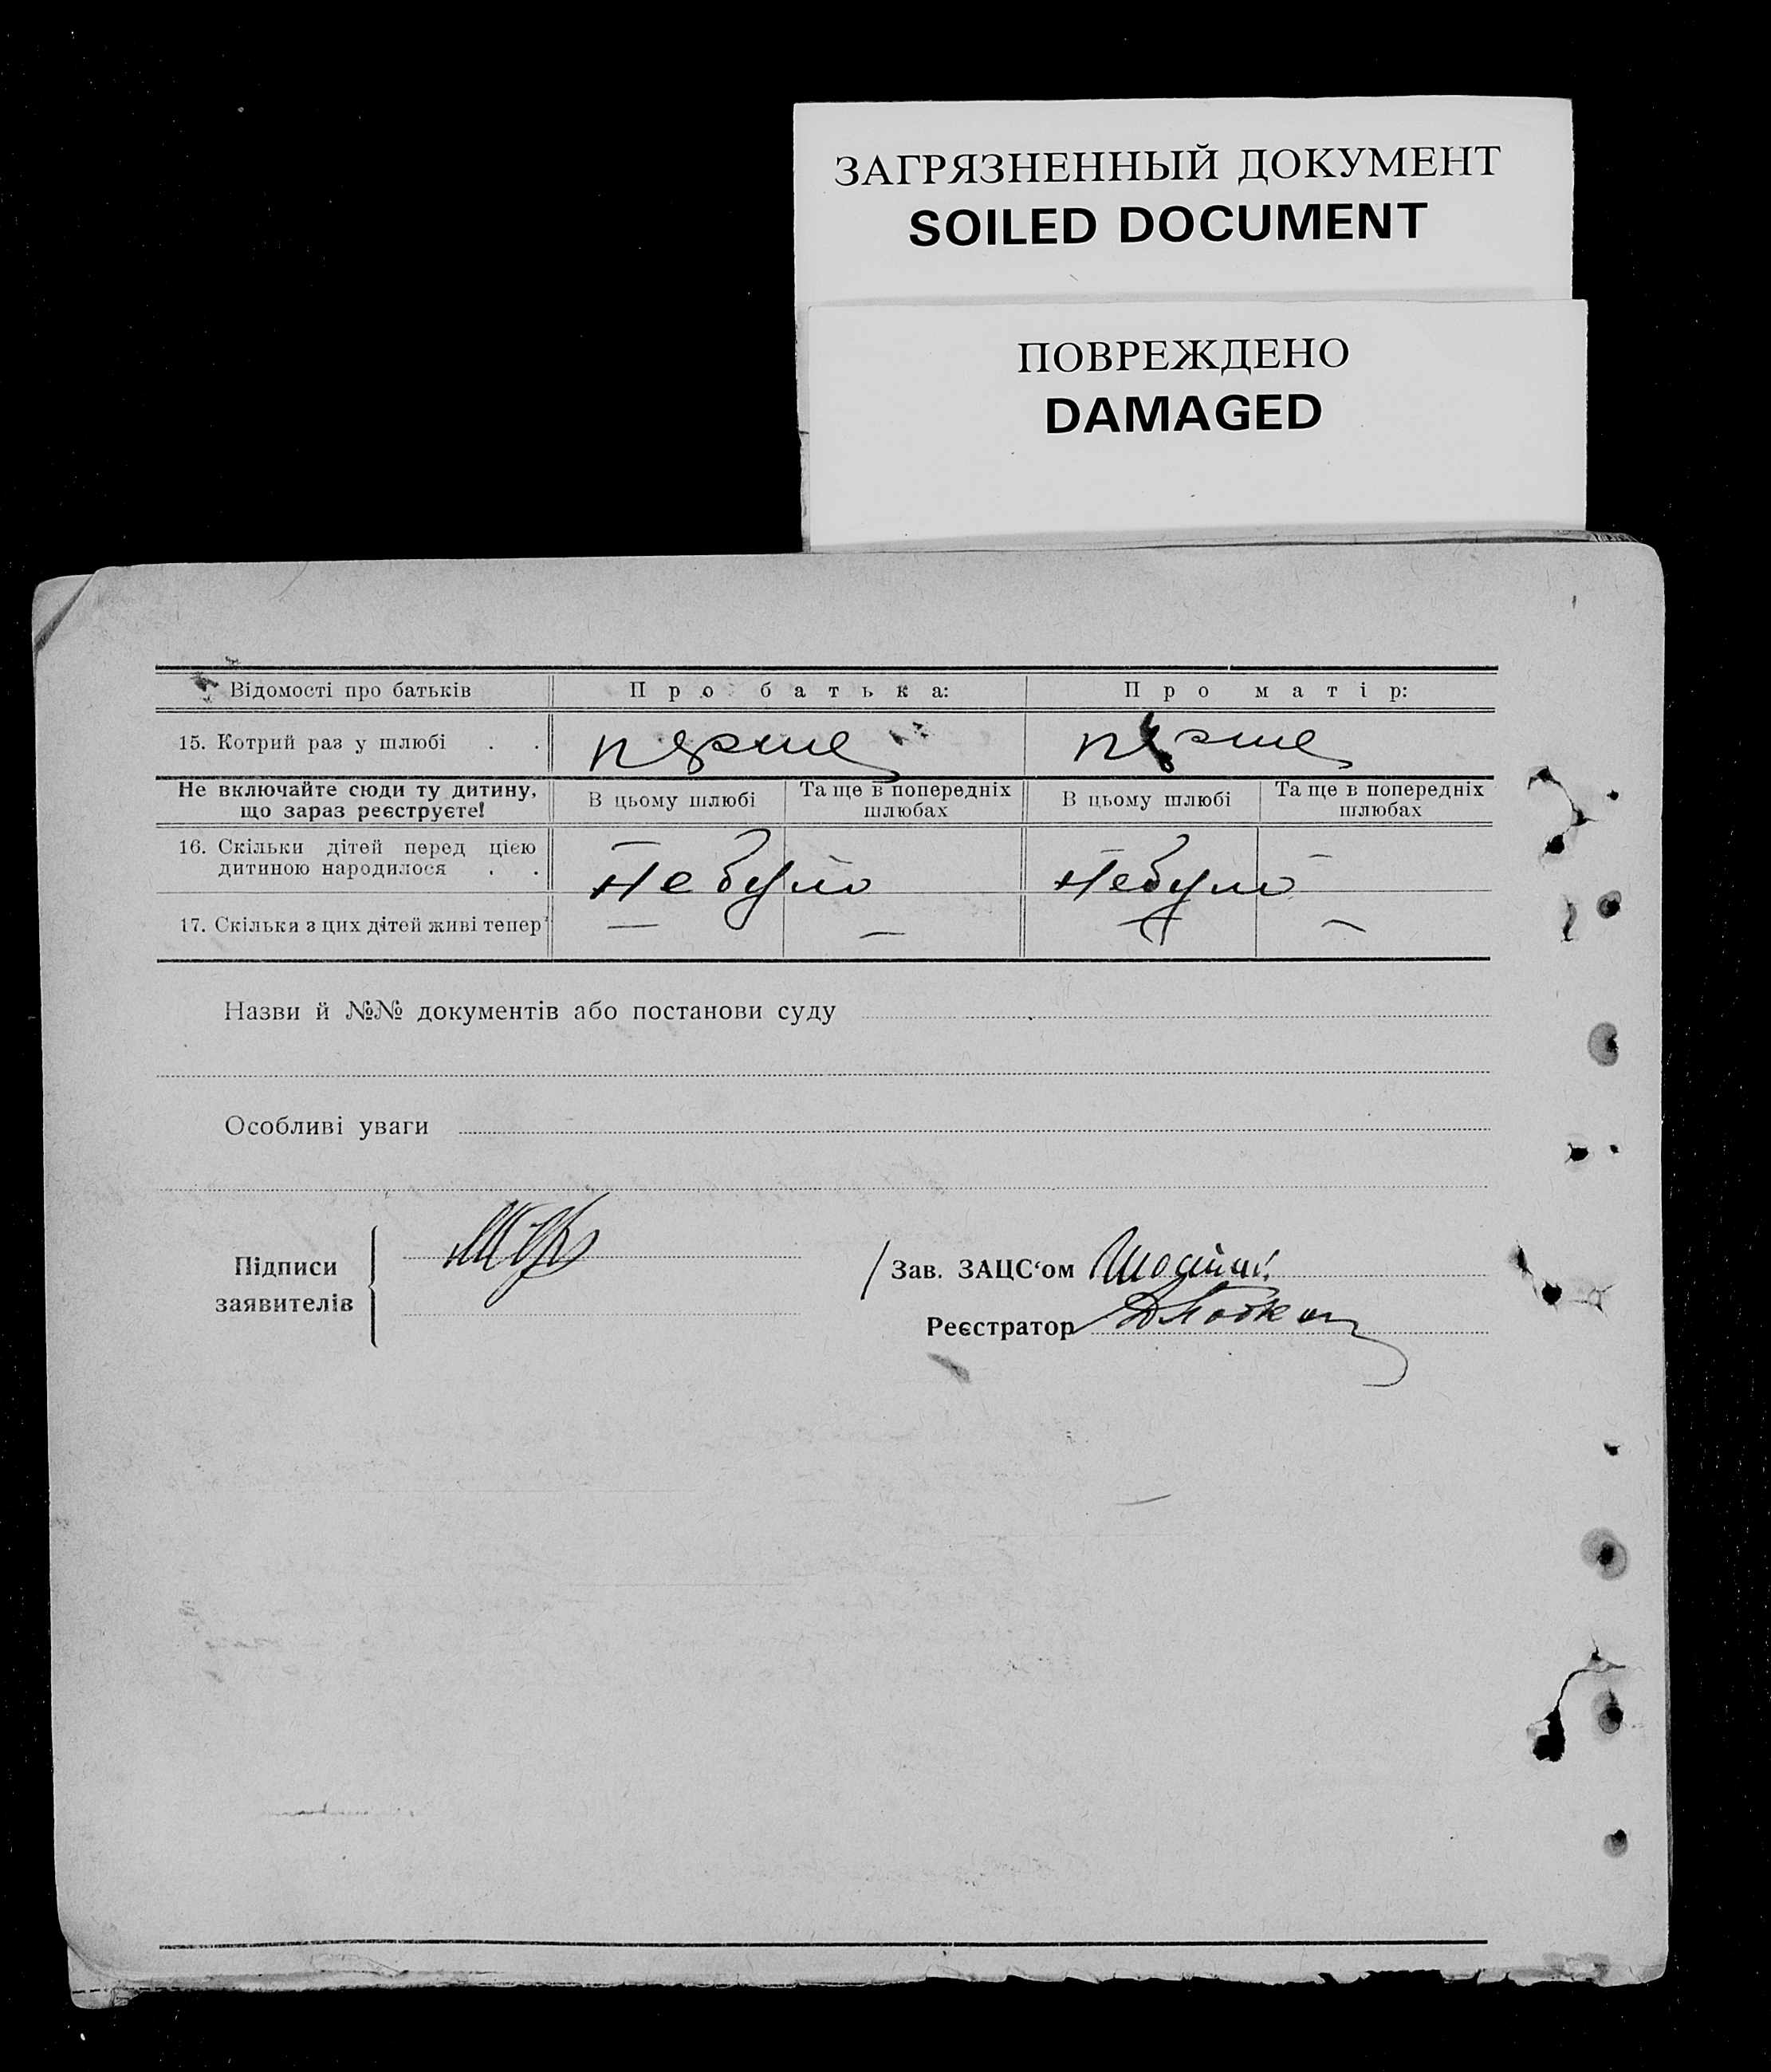 ЗАГРЯЗНЕННЫЙ ДОКУМЕНТ
SOILED DOCUMENT
ПОВРЕЖДЕНО
DAMAGED
Відомості про батьків Про батька: Про матір:
15. Котрий раз у шлюбі . . перше перше
Не включайте сюди ту дитину, що зараз реєструєте! В цьому шлюбі Та ще в попередніх шлюбах В цьому шлюбі Та ще в попередніх шлюбах
16. Скільки дітей перед цією дитиною народилося . . Не було Не було
17. Скільки з цих дітей живі тепер — — — —
Назви й №№ документів або постанови суду
Особливі уваги
Підписи заявителів
Зав. ЗАЦС‘ом
Реєстратор